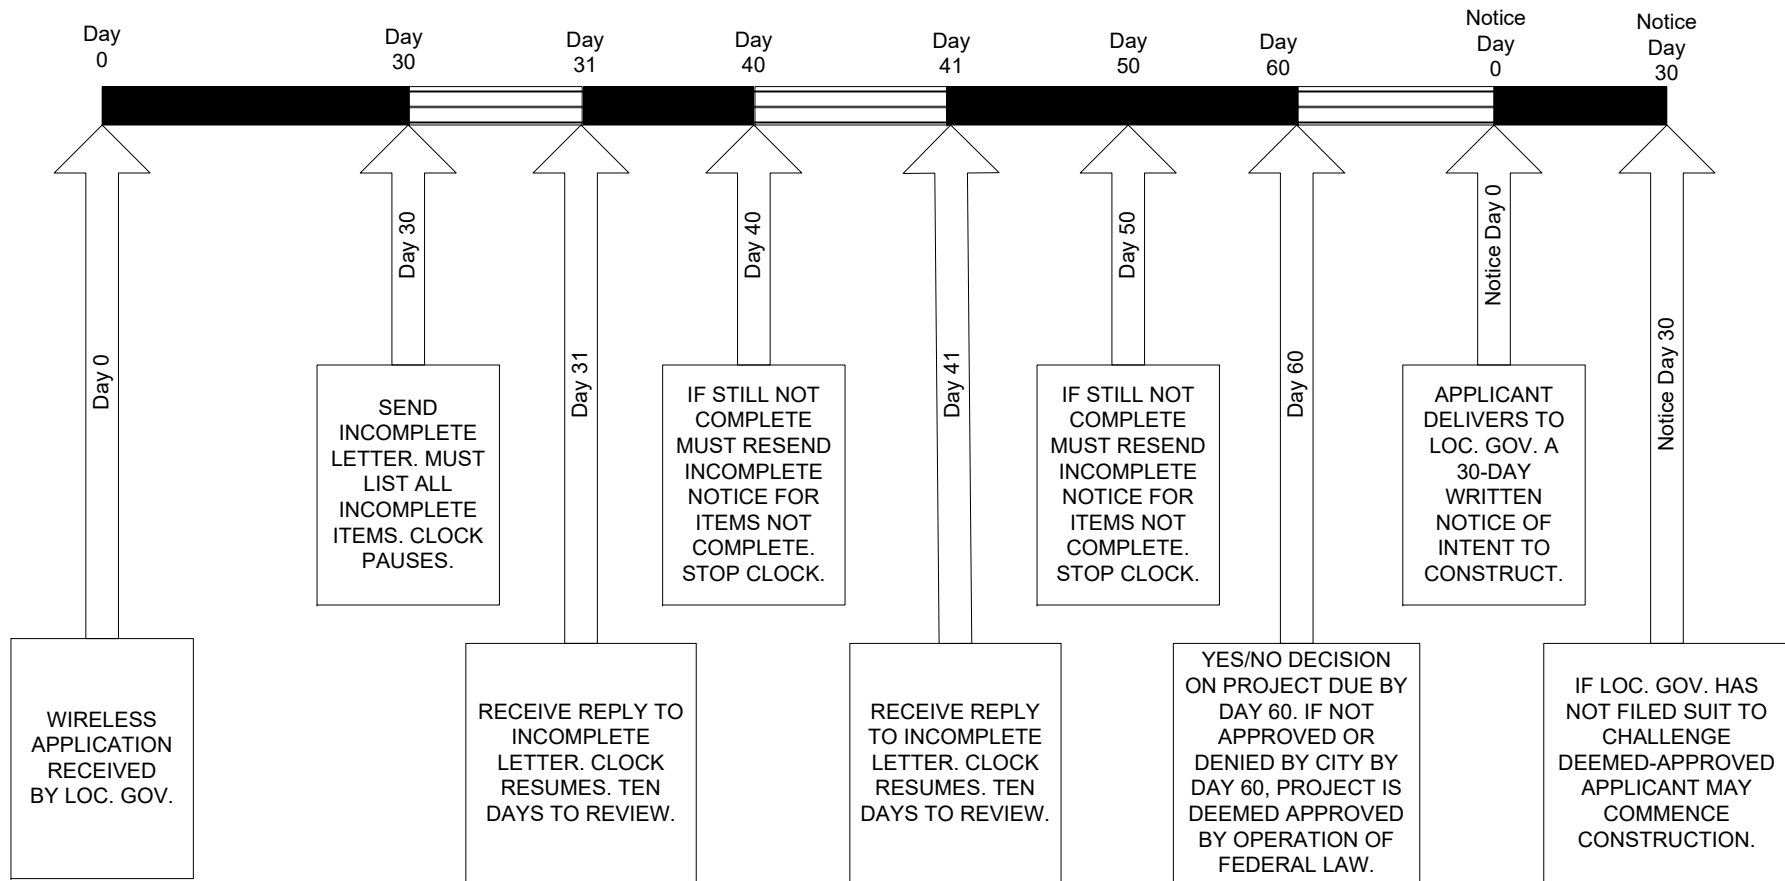 Day
0
Day
30
Day
31
Day
40
Day
41
Day
50
Day
60
Notice
Day
0
Notice
Day
30
Day 0
Day 30
Day 31
Day 40
Day 41
Day 50
Day 60
Notice Day 0
Notice Day 30
WIRELESS
APPLICATION
RECEIVED
BY LOC. GOV.
SEND
INCOMPLETE
LETTER. MUST
LIST ALL
INCOMPLETE
ITEMS. CLOCK
PAUSES.
RECEIVE REPLY TO
INCOMPLETE
LETTER. CLOCK
RESUMES. TEN
DAYS TO REVIEW.
IF STILL NOT
COMPLETE
MUST RESEND
INCOMPLETE
NOTICE FOR
ITEMS NOT
COMPLETE.
STOP CLOCK.
RECEIVE REPLY
TO INCOMPLETE
LETTER. CLOCK
RESUMES. TEN
DAYS TO REVIEW.
IF STILL NOT
COMPLETE
MUST RESEND
INCOMPLETE
NOTICE FOR
ITEMS NOT
COMPLETE.
STOP CLOCK.
YES/NO DECISION
ON PROJECT DUE BY
DAY 60. IF NOT
APPROVED OR
DENIED BY CITY BY
DAY 60, PROJECT IS
DEEMED APPROVED
BY OPERATION OF
FEDERAL LAW.
APPLICANT
DELIVERS TO
LOC. GOV. A
30-DAY
WRITTEN
NOTICE OF
INTENT TO
CONSTRUCT.
IF LOC. GOV. HAS
NOT FILED SUIT TO
CHALLENGE
DEEMED-APPROVED
APPLICANT MAY
COMMENCE
CONSTRUCTION.